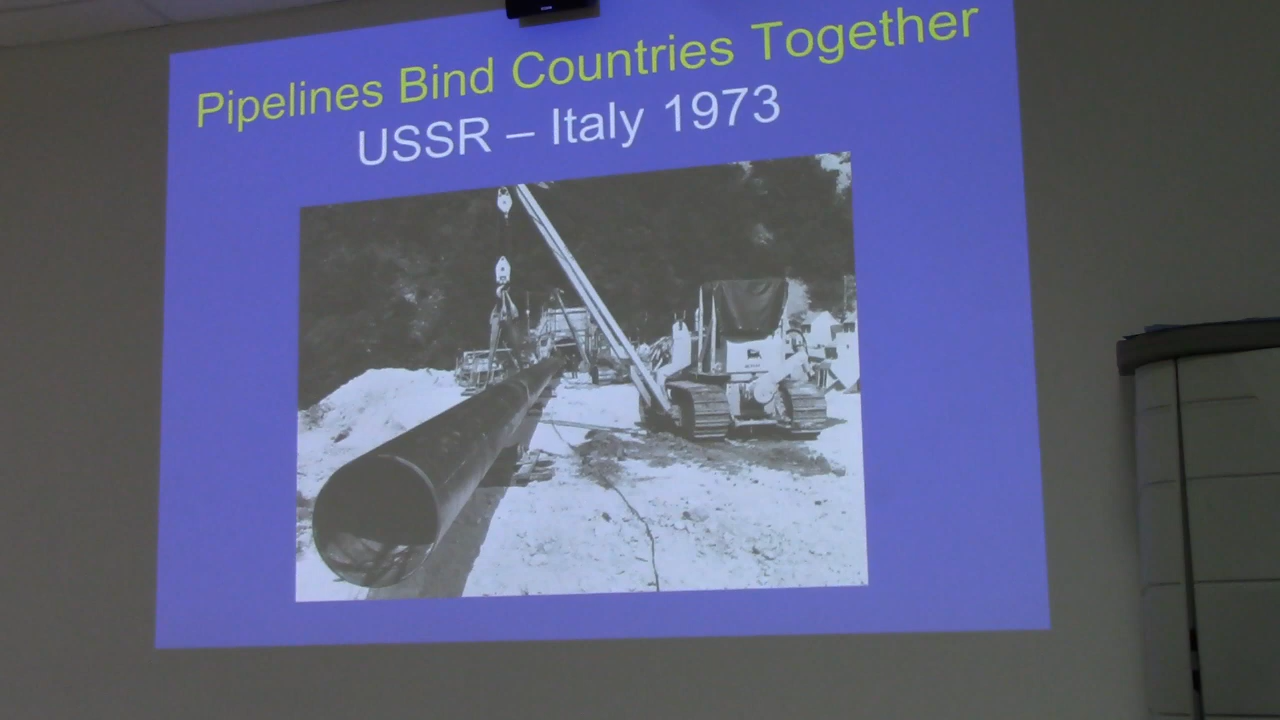 Pipelines Bind Countries Together
USSR – Italy 1973